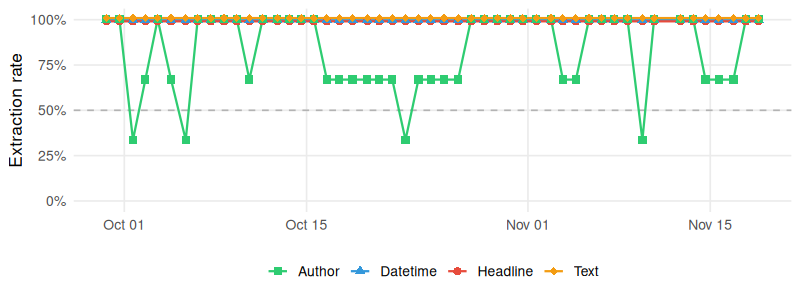 Extraction rate
100%
75%
50%
25%
0%
Oct 01 Oct 15 Nov 01 Nov 15
Author Datetime Headline Text